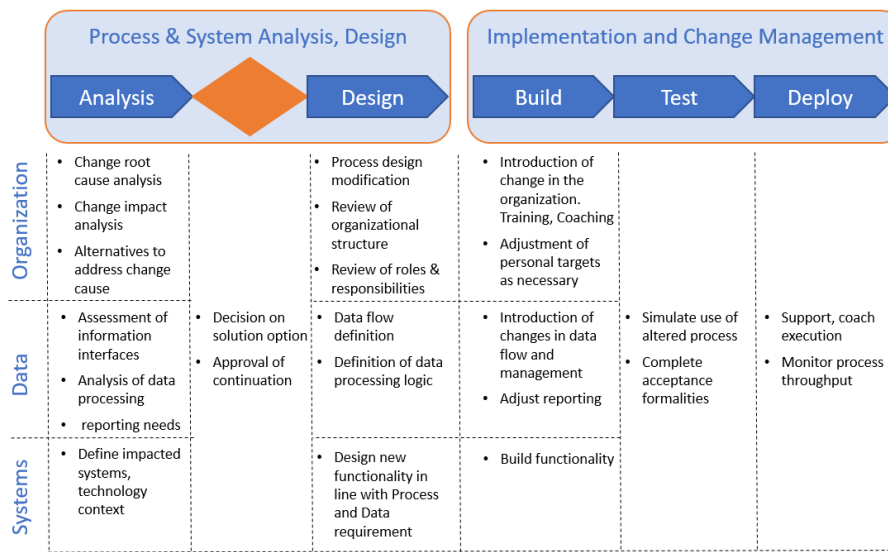 Process & System Analysis, Design
Implementation and Change Management
Analysis
Design
Build
Test
Deploy
Organization
• Change root
cause analysis
• Change impact
analysis
• Alternatives to
address change
cause
• Process design
modification
• Review of
organizational
structure
• Review of roles &
responsibilities
• Introduction of
change in the
organization.
Training, Coaching
• Adjustment of
personal targets
as necessary
Data
• Assessment of
information
interfaces
• Analysis of data
processing
• reporting needs
• Decision on
solution option
• Approval of
continuation
• Data flow
definition
• Definition of data
processing logic
• Introduction of
changes in data
flow and
management
• Adjust reporting
• Simulate use of
altered process
• Complete
acceptance
formalities
• Support, coach
execution
• Monitor process
throughput
Systems
• Define impacted
systems,
technology
context
• Design new
functionality in
line with Process
and Data
requirement
• Build functionality